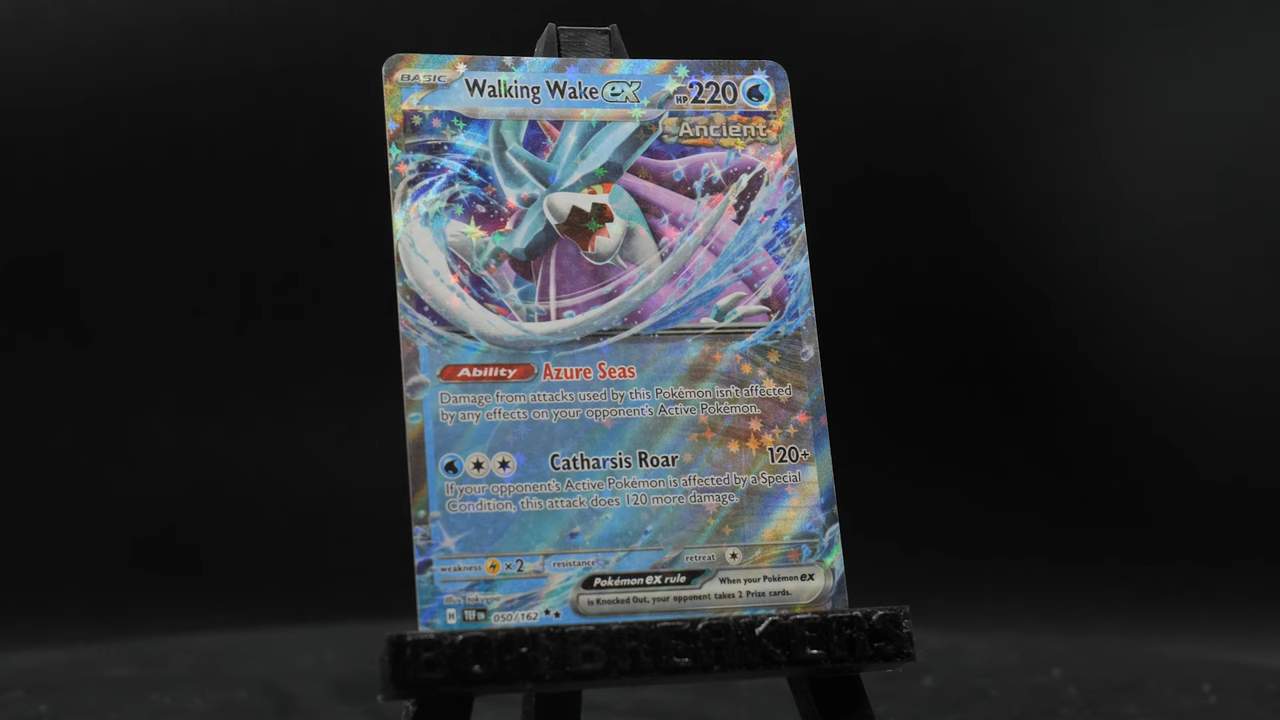 BASIC Walking Wake ex HP 220
Ancient
Ability Azure Seas
Damage from attacks used by this Pokémon isn't affected
by any effects on your opponent's Active Pokémon.
Catharsis Roar 120+
If your opponent's Active Pokémon is affected by a Special
Condition, this attack does 120 more damage.
weakness ×2 resistance retreat
Pokémon ex rule When your Pokémon ex
is Knocked Out, your opponent takes 2 Prize cards.
Illus.
H TEF EN 050/162